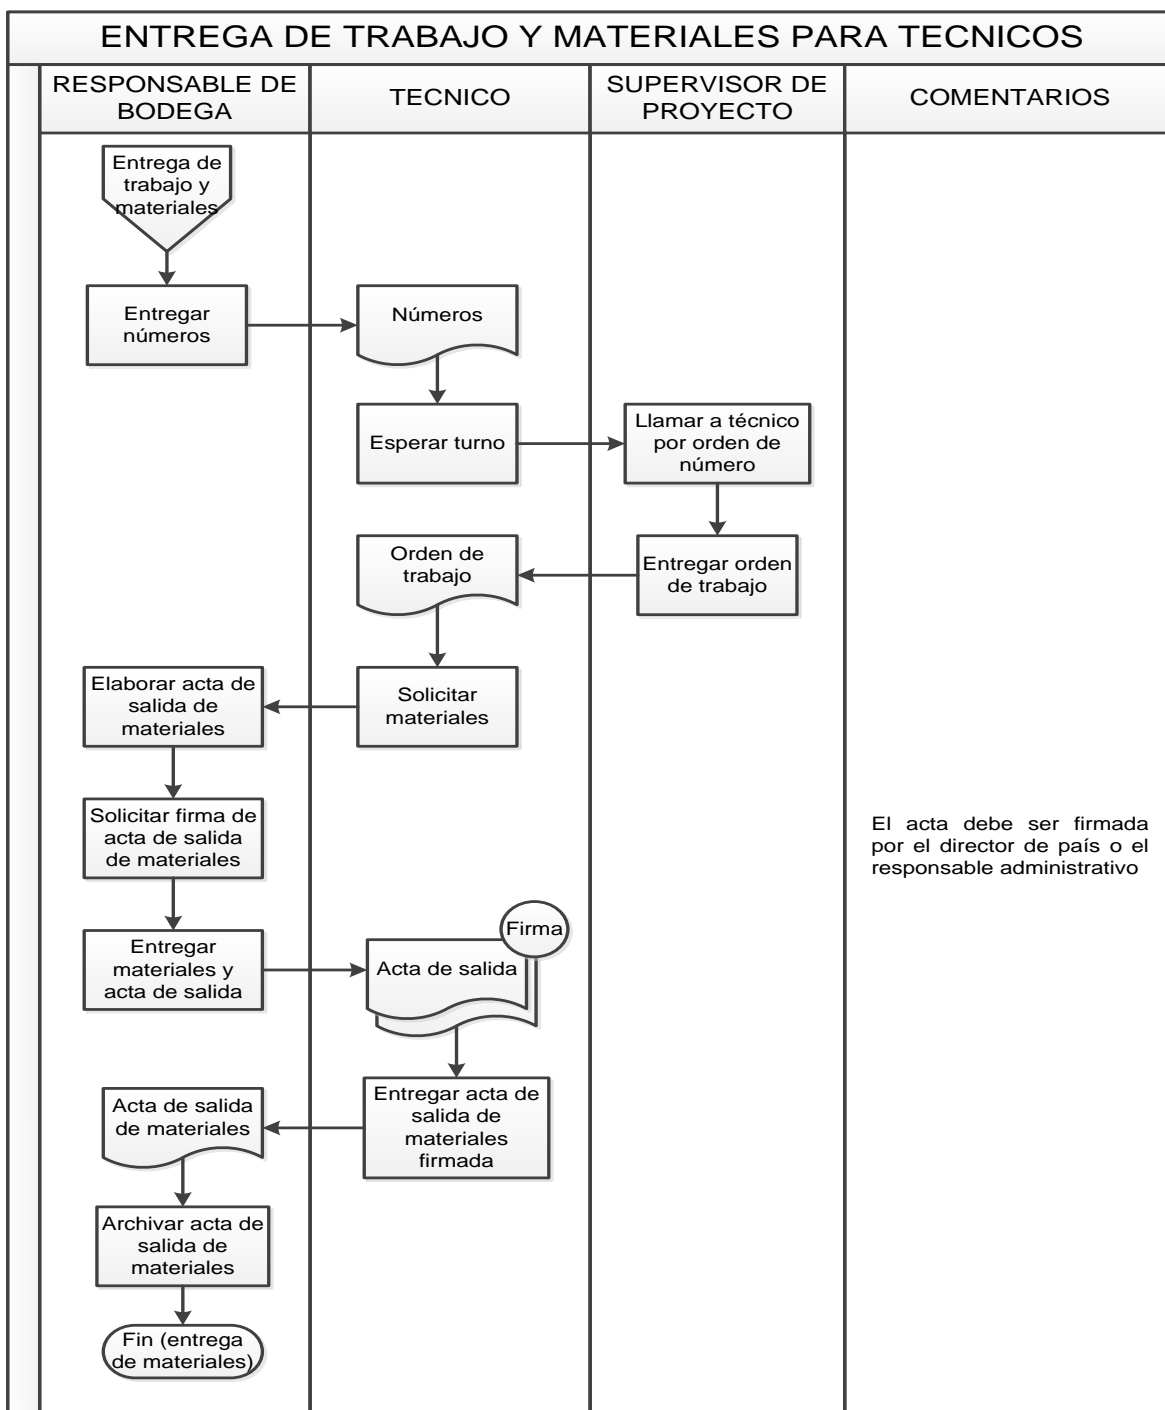 ENTREGA DE TRABAJO Y MATERIALES PARA TECNICOS
RESPONSABLE DE
BODEGA
TECNICO
SUPERVISOR DE
PROYECTO
COMENTARIOS
Entrega de
trabajo y
materiales
Entregar
números
Números
Esperar turno
Llamar a técnico
por orden de
número
Entregar orden
de trabajo
Orden de
trabajo
Solicitar
materiales
Elaborar acta de
salida de
materiales
Solicitar firma de
acta de salida
de materiales
El acta debe ser firmada
por el director de país o el
responsable administrativo
Entregar
materiales y
acta de salida
Firma
Acta de salida
Entregar acta de
salida de
materiales
firmada
Acta de salida
de materiales
Archivar acta de
salida de
materiales
Fin (entrega
de materiales)